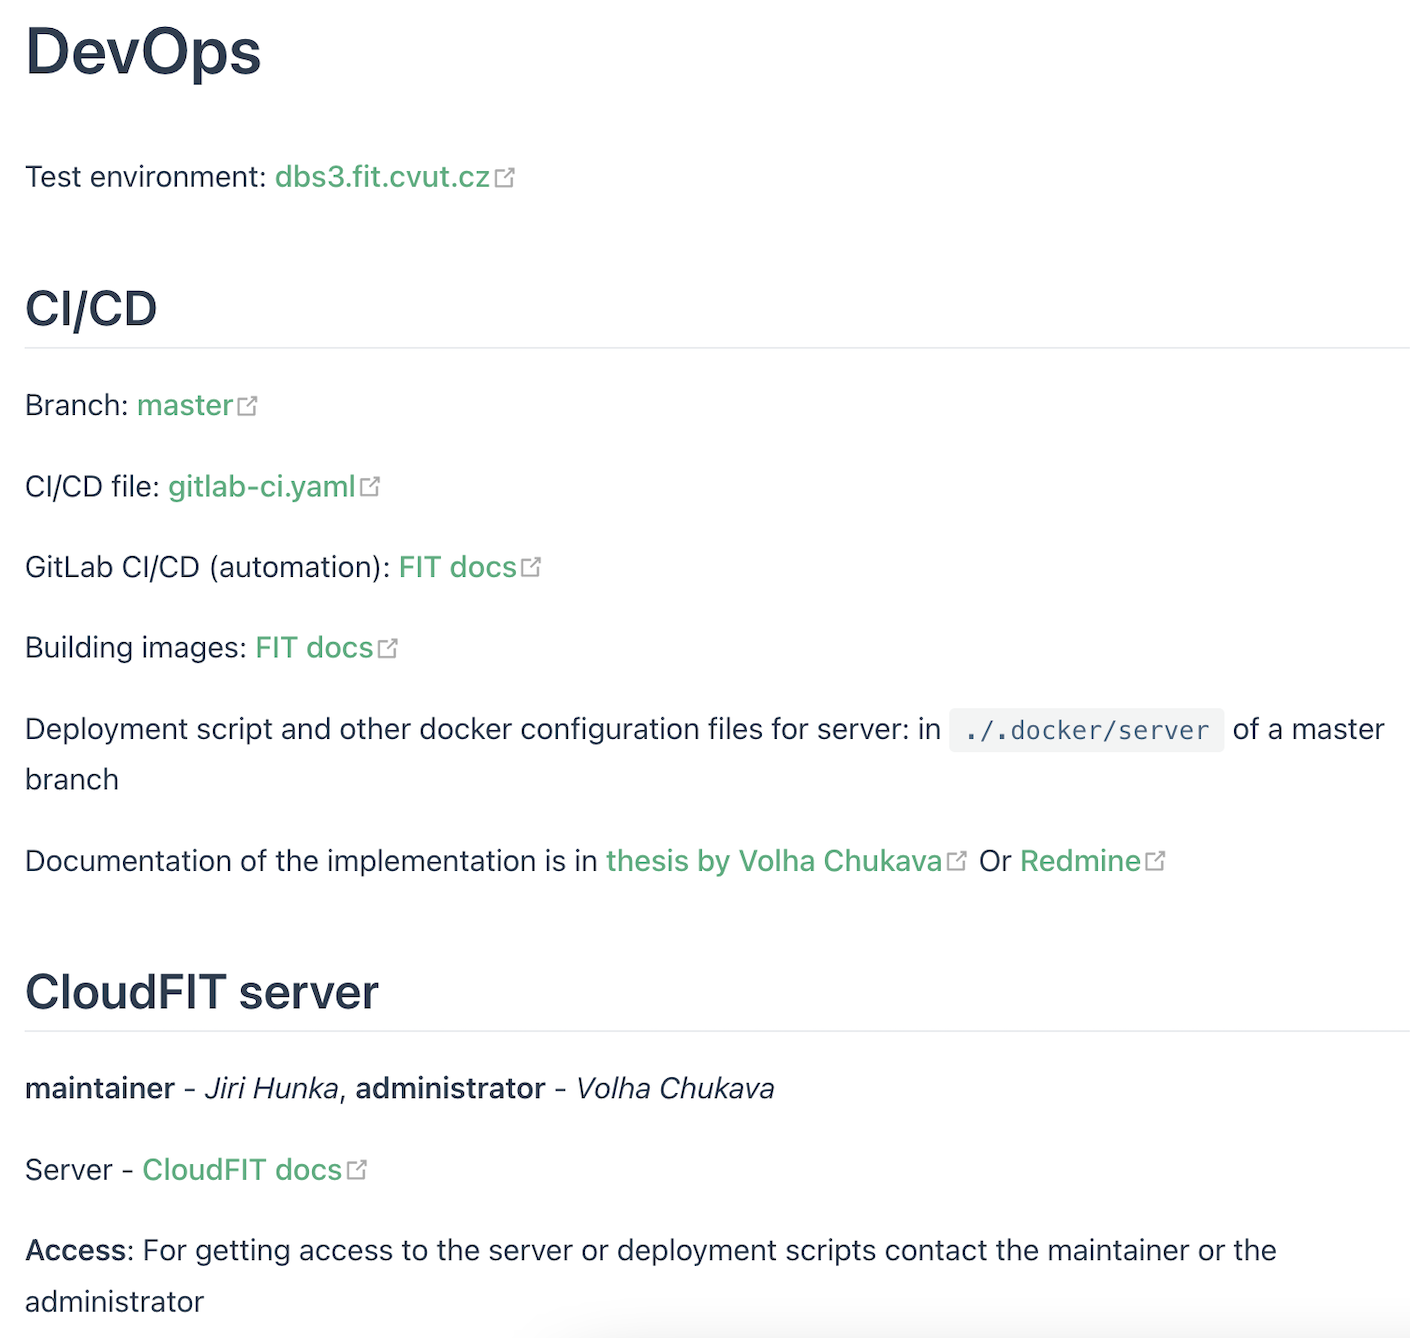 DevOps
Test environment: dbs3.fit.cvut.cz
CI/CD
Branch: master
CI/CD file: gitlab-ci.yaml
GitLab CI/CD (automation): FIT docs
Building images: FIT docs
Deployment script and other docker configuration files for server: in ./.docker/server of a master
branch
Documentation of the implementation is in thesis by Volha Chukava Or Redmine
CloudFIT server
maintainer - Jiri Hunka, administrator - Volha Chukava
Server - CloudFIT docs
Access: For getting access to the server or deployment scripts contact the maintainer or the
administrator